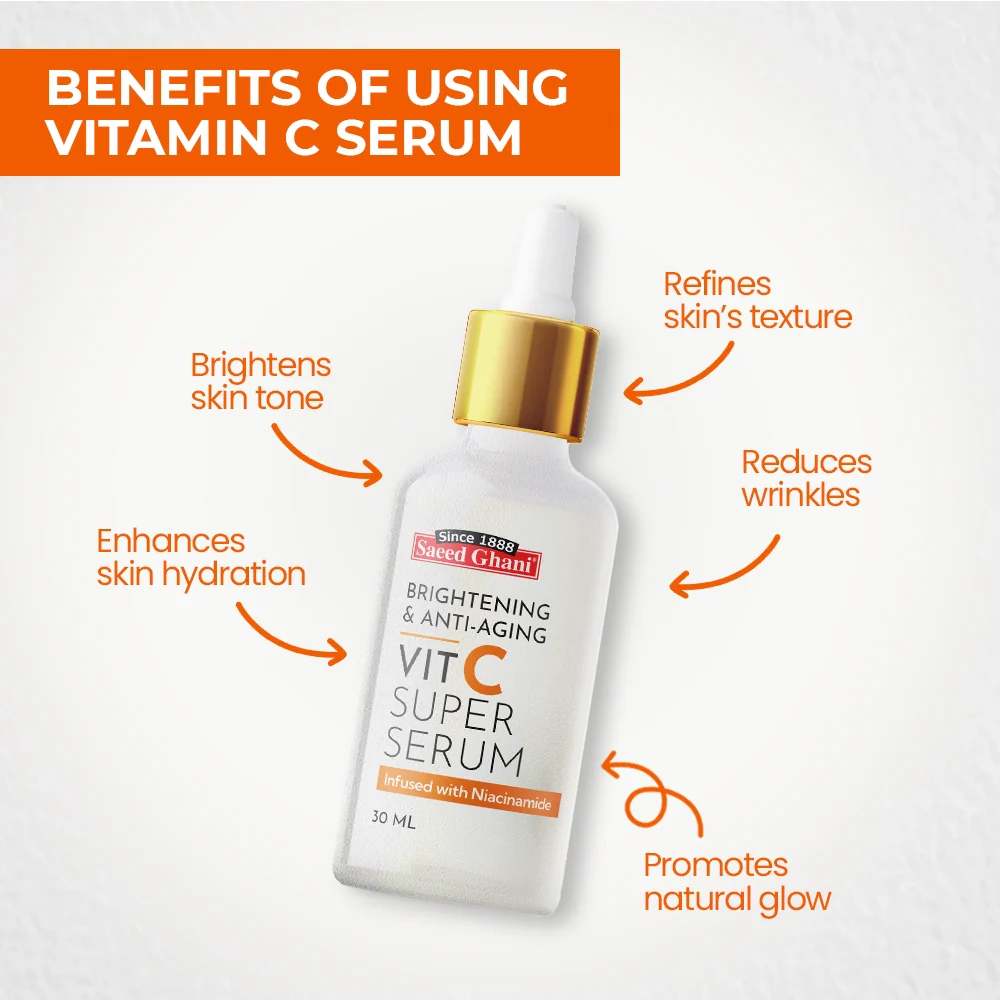 BENEFITS OF USING
VITAMIN C SERUM
Refines
skin's texture
Brightens
skin tone
Reduces
wrinkles
Enhances
skin hydration
Since 1888
Saeed Ghani®
BRIGHTENING
& ANTI-AGING
VIT C
SUPER
SERUM
Infused with Niacinamide
30 ML
Promotes
natural glow